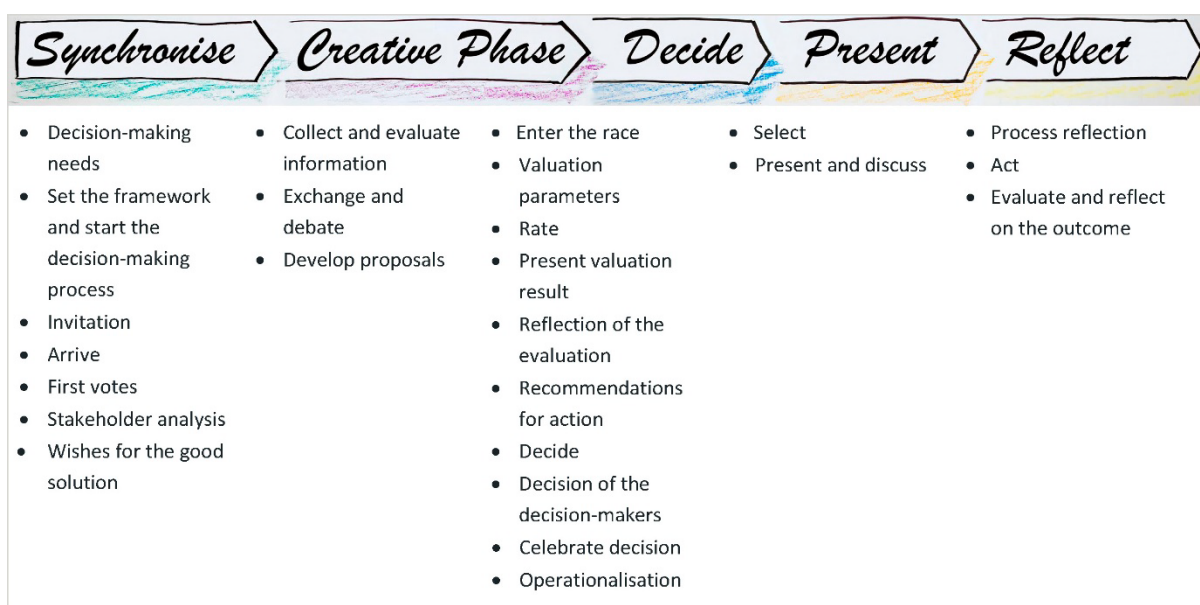 Synchronise
Creative Phase
Decide
Present
Reflect
• Decision-making
needs
• Set the framework
and start the
decision-making
process
• Invitation
• Arrive
• First votes
• Stakeholder analysis
• Wishes for the good
solution
• Collect and evaluate
information
• Exchange and
debate
• Develop proposals
• Enter the race
• Valuation
parameters
• Rate
• Present valuation
result
• Reflection of the
evaluation
• Recommendations
for action
• Decide
• Decision of the
decision-makers
• Celebrate decision
• Operationalisation
• Select
• Present and discuss
• Process reflection
• Act
• Evaluate and reflect
on the outcome